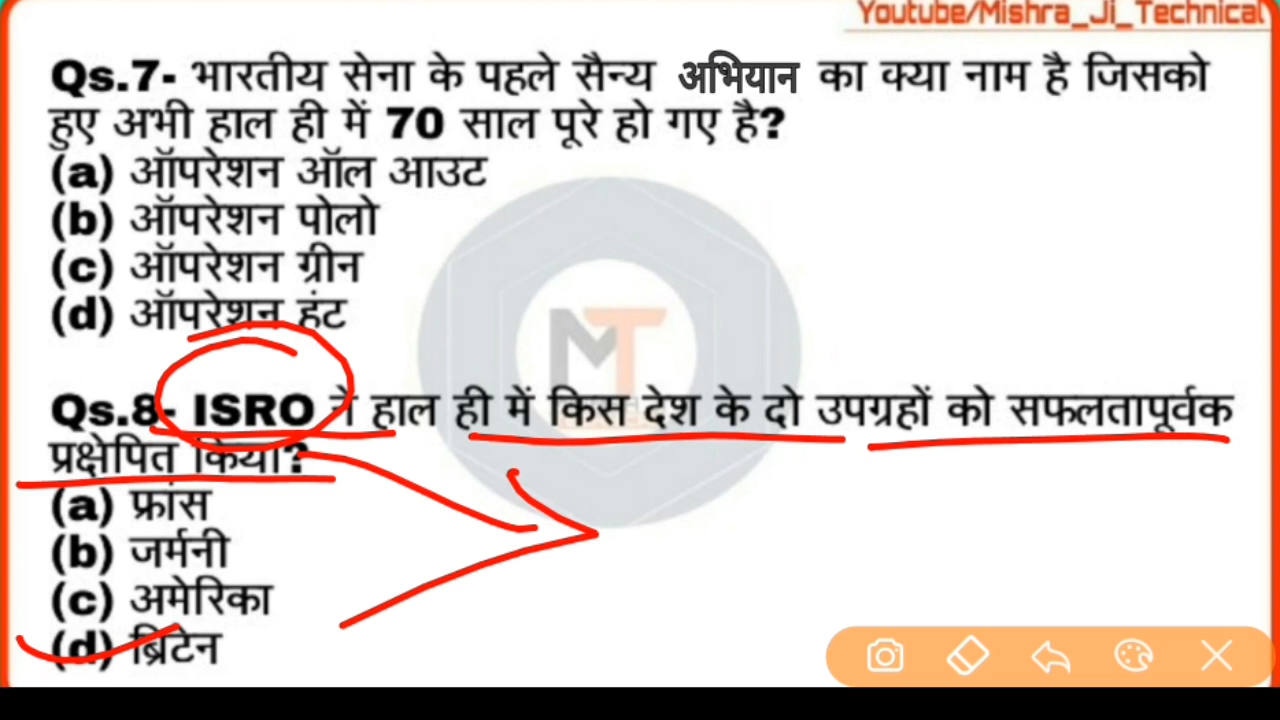 Youtube/Mishra_Ji_Technical
Qs.7- भारतीय सेना के पहले सैन्य अभियान का क्या नाम है जिसको
हुए अभी हाल ही में 70 साल पूरे हो गए है?
(a) ऑपरेशन ऑल आउट
(b) ऑपरेशन पोलो
(c) ऑपरेशन ग्रीन
(d) ऑपरेशन हंट
MT
Qs.8- ISRO ने हाल ही में किस देश के दो उपग्रहों को सफलतापूर्वक
प्रक्षेपित किया?
(a) फ्रांस
(b) जर्मनी
(c) अमेरिका
(d) ब्रिटेन